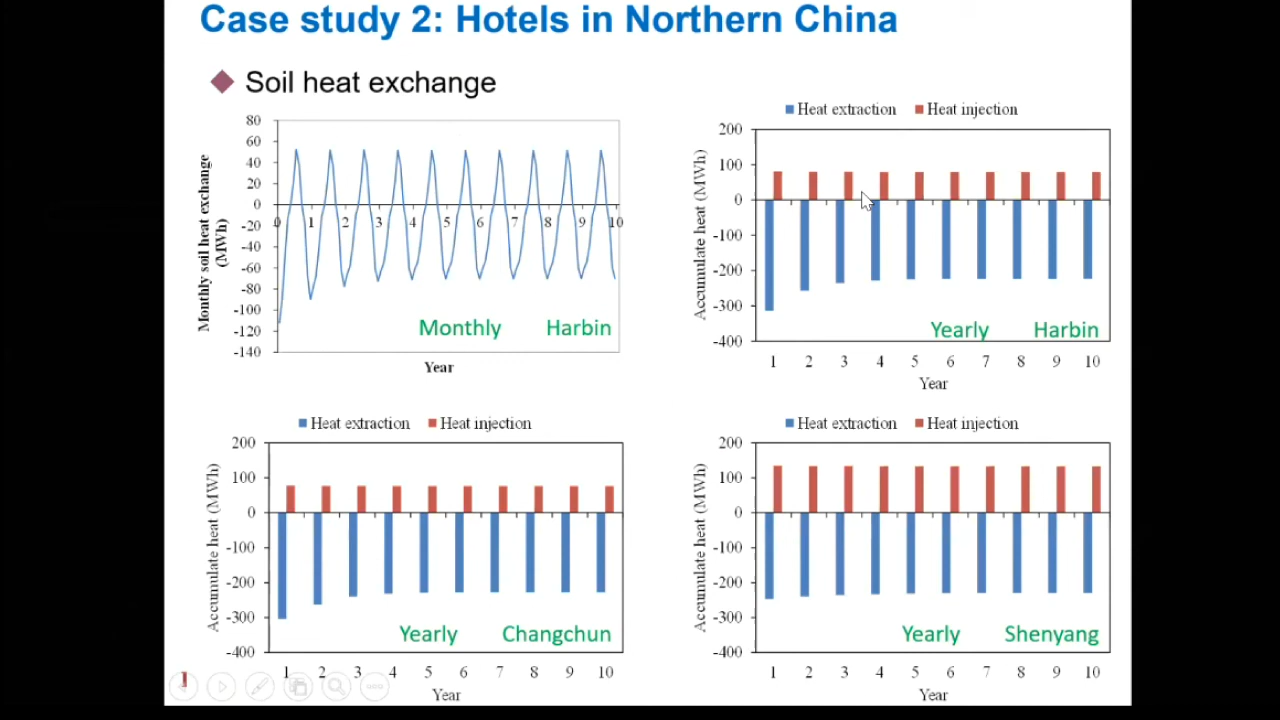 Case study 2: Hotels in Northern China
Soil heat exchange
80
60
40
20
0
-20
-40
-60
-80
-100
-120
-140
Monthly soil heat exchange
(MWh)
0 1 2 3 4 5 6 7 8 9 10
Monthly Harbin
Year
Heat extraction Heat injection
200
100
0
-100
-200
-300
-400
Accumulate heat (MWh)
Yearly Harbin
1 2 3 4 5 6 7 8 9 10
Year
Heat extraction Heat injection
200
100
0
-100
-200
-300
-400
Accumulate heat (MWh)
Yearly Changchun
1 2 3 4 5 6 7 8 9 10
Year
Heat extraction Heat injection
200
100
0
-100
-200
-300
-400
Accumulate heat (MWh)
Yearly Shenyang
1 2 3 4 5 6 7 8 9 10
Year